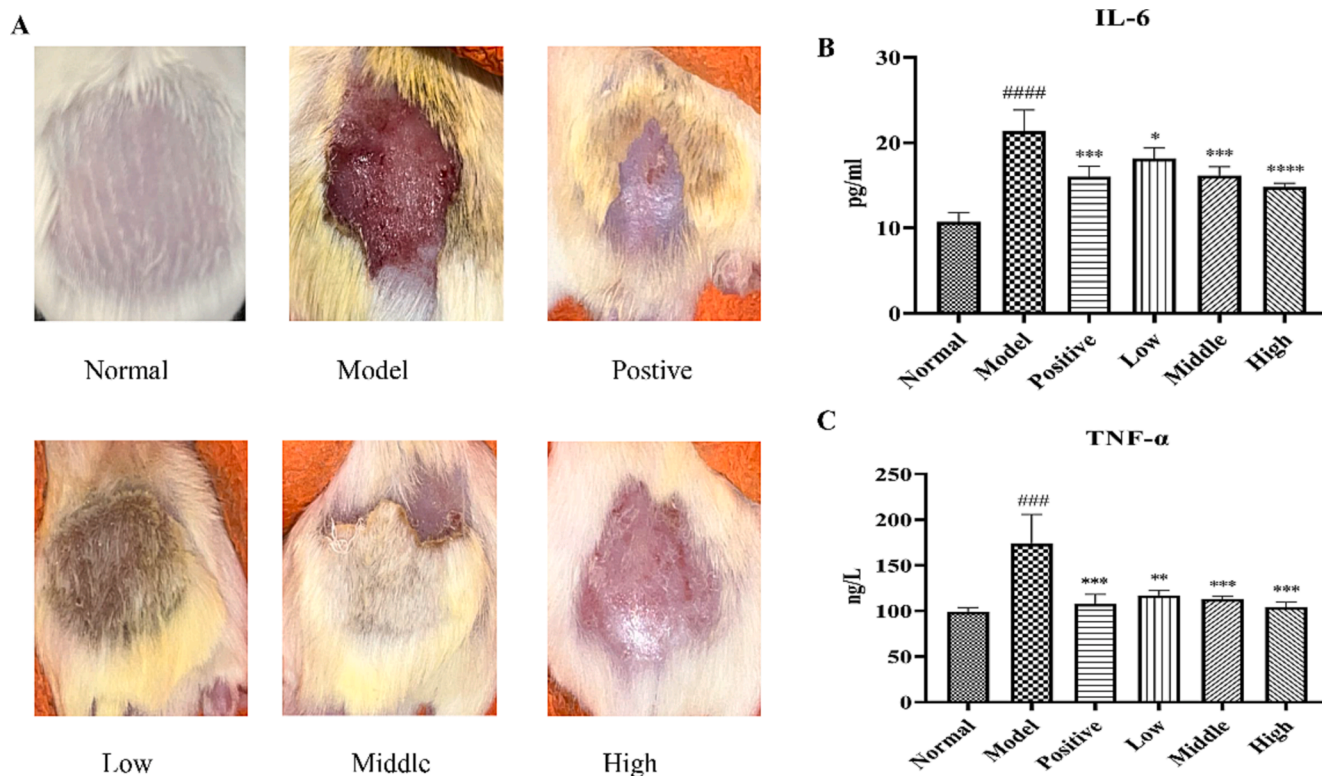 A
Normal
Model
Postive
Low
Middlc
High
B
IL-6
pg/ml
30
20
10
0
####
***
*
***
****
Normal
Model
Positive
Low
Middle
High
C
TNF-α
ng/L
250
200
150
100
50
0
###
***
**
***
***
Normal
Model
Positive
Low
Middle
High